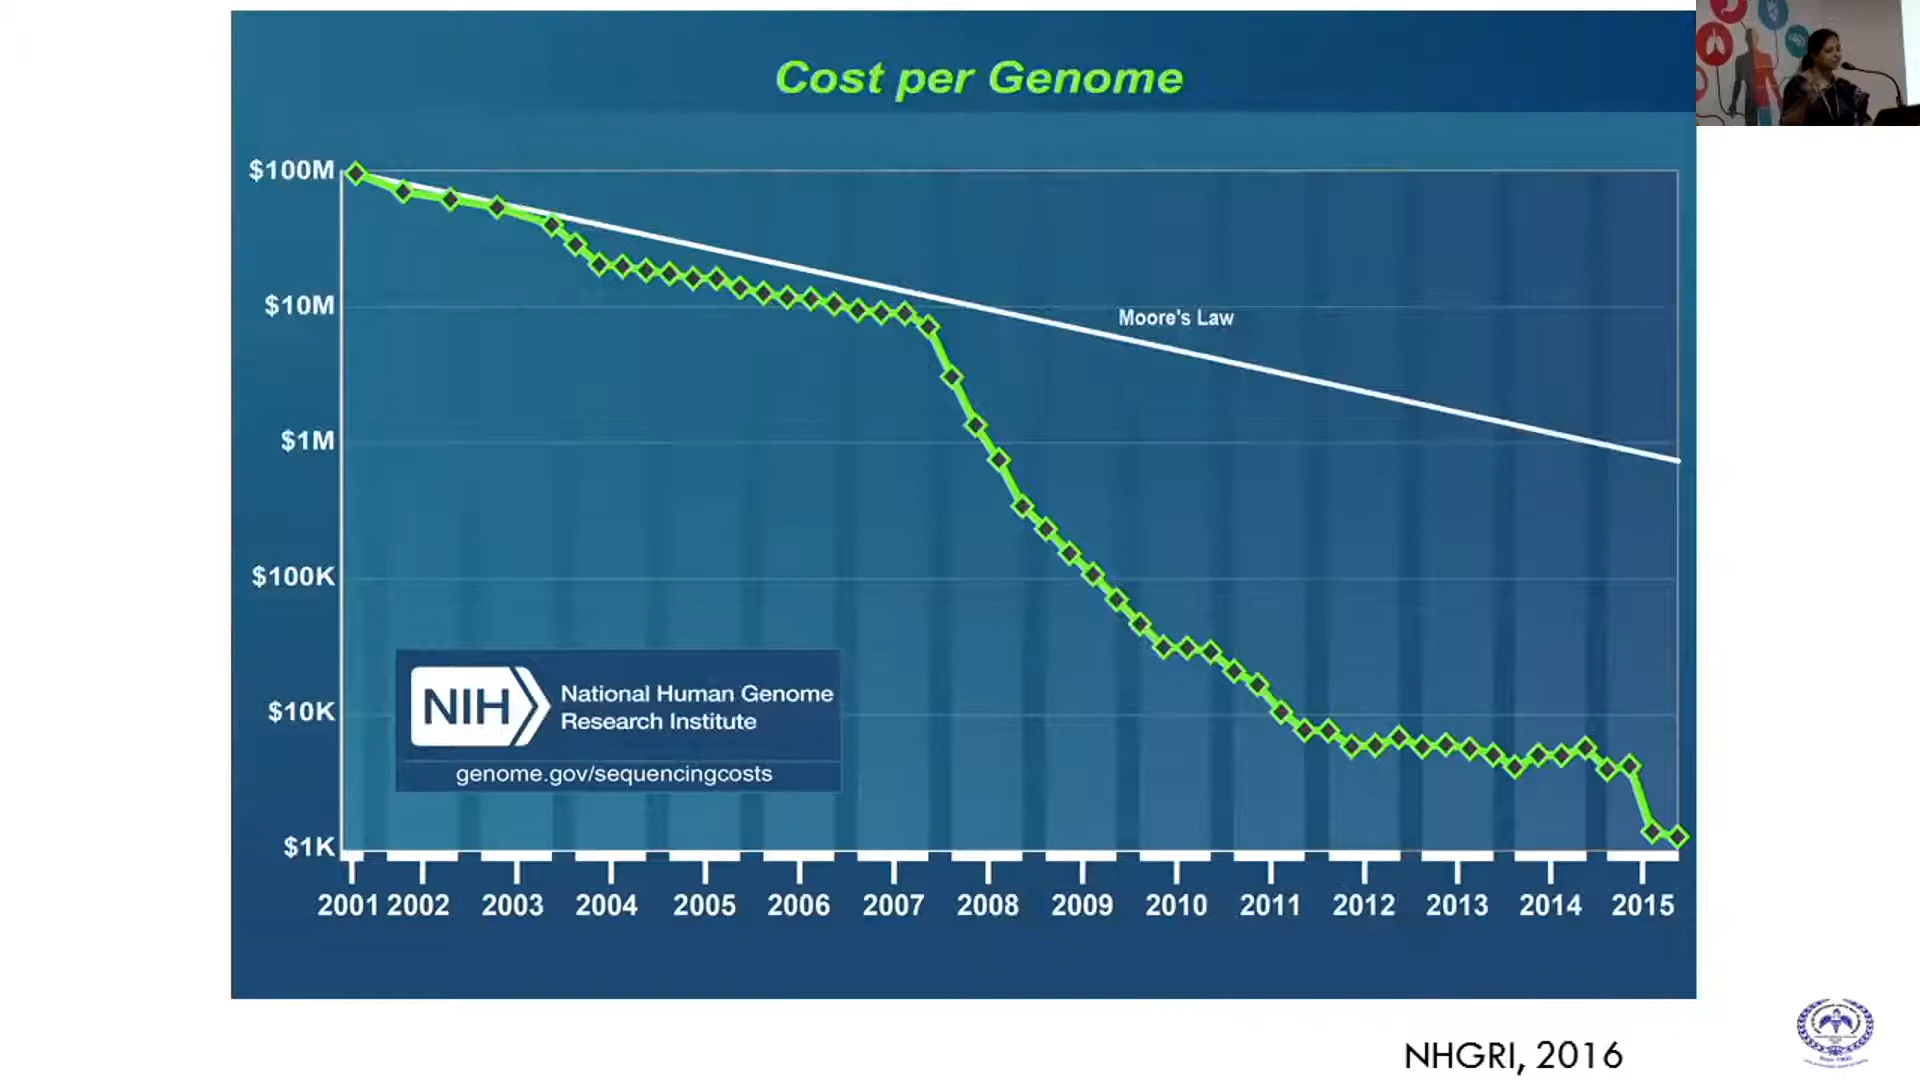 Cost per Genome
$100M
$10M
$1M
$100K
$10K
$1K
Moore's Law
NIH National Human Genome
Research Institute
genome.gov/sequencingcosts
2001 2002 2003 2004 2005 2006 2007 2008 2009 2010 2011 2012 2013 2014 2015
NHGRI, 2016